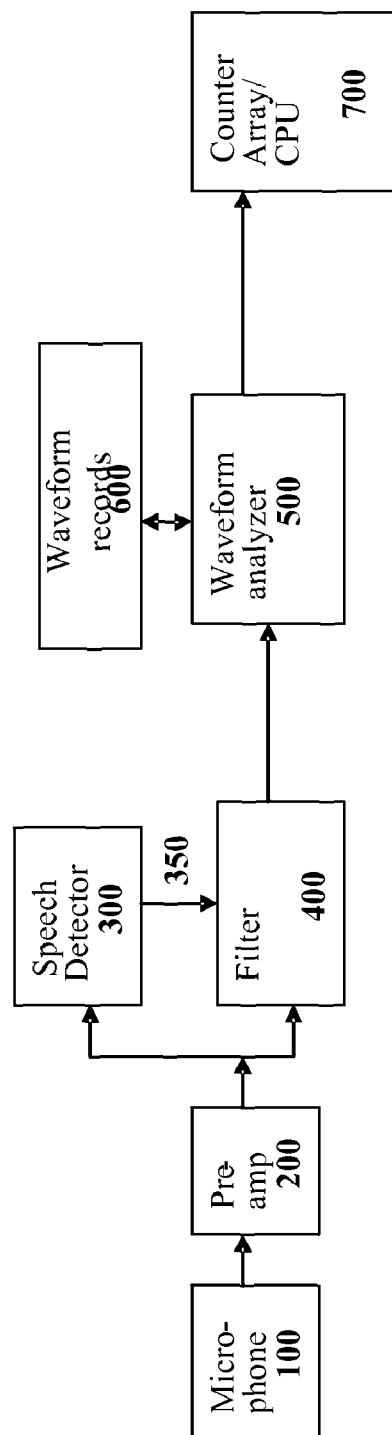 Micro-
phone
100
Pre-
amp
200
Speech
Detector
300
350
Filter
400
Waveform
records
600
Waveform
analyzer
500
Counter
Array/
CPU
700